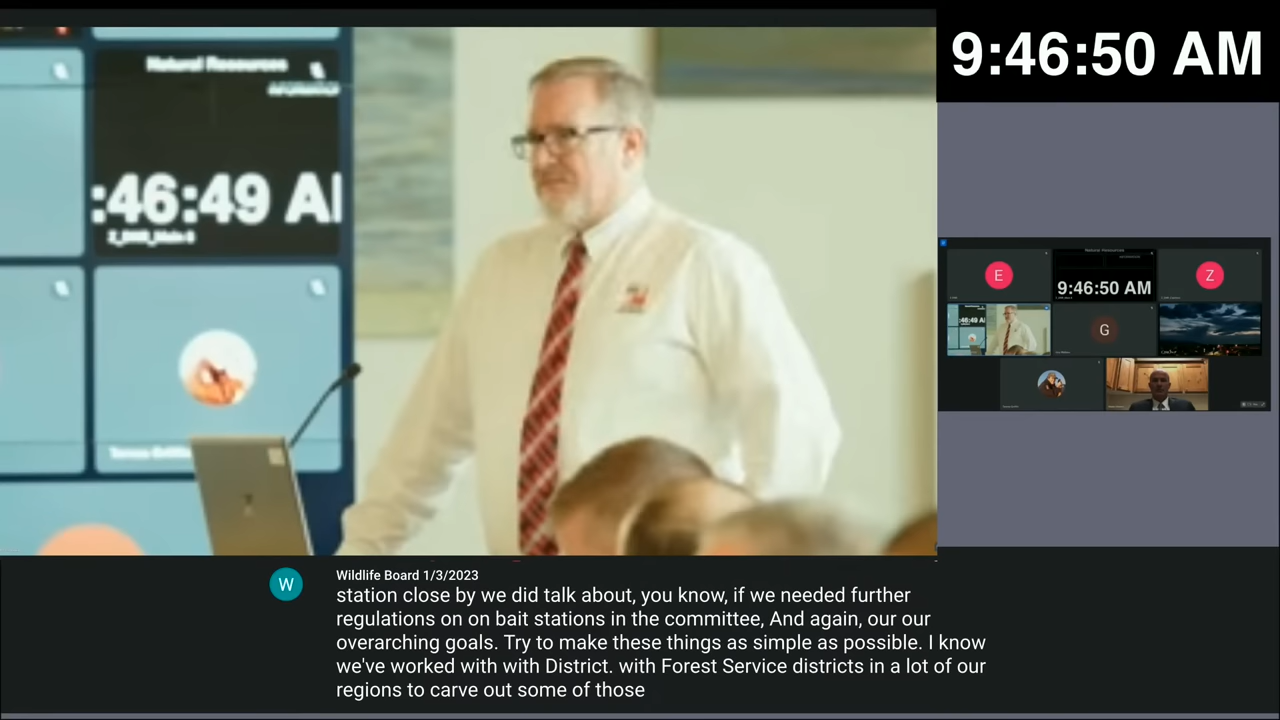 9:46:50 AM
Natural Resources
:46:49 A
E
Z
9:46:50 AM
G
W
Wildlife Board 1/3/2023
station close by we did talk about, you know, if we needed further
regulations on on bait stations in the committee, And again, our our
overarching goals. Try to make these things as simple as possible. I know
we've worked with with District. with Forest Service districts in a lot of our
regions to carve out some of those